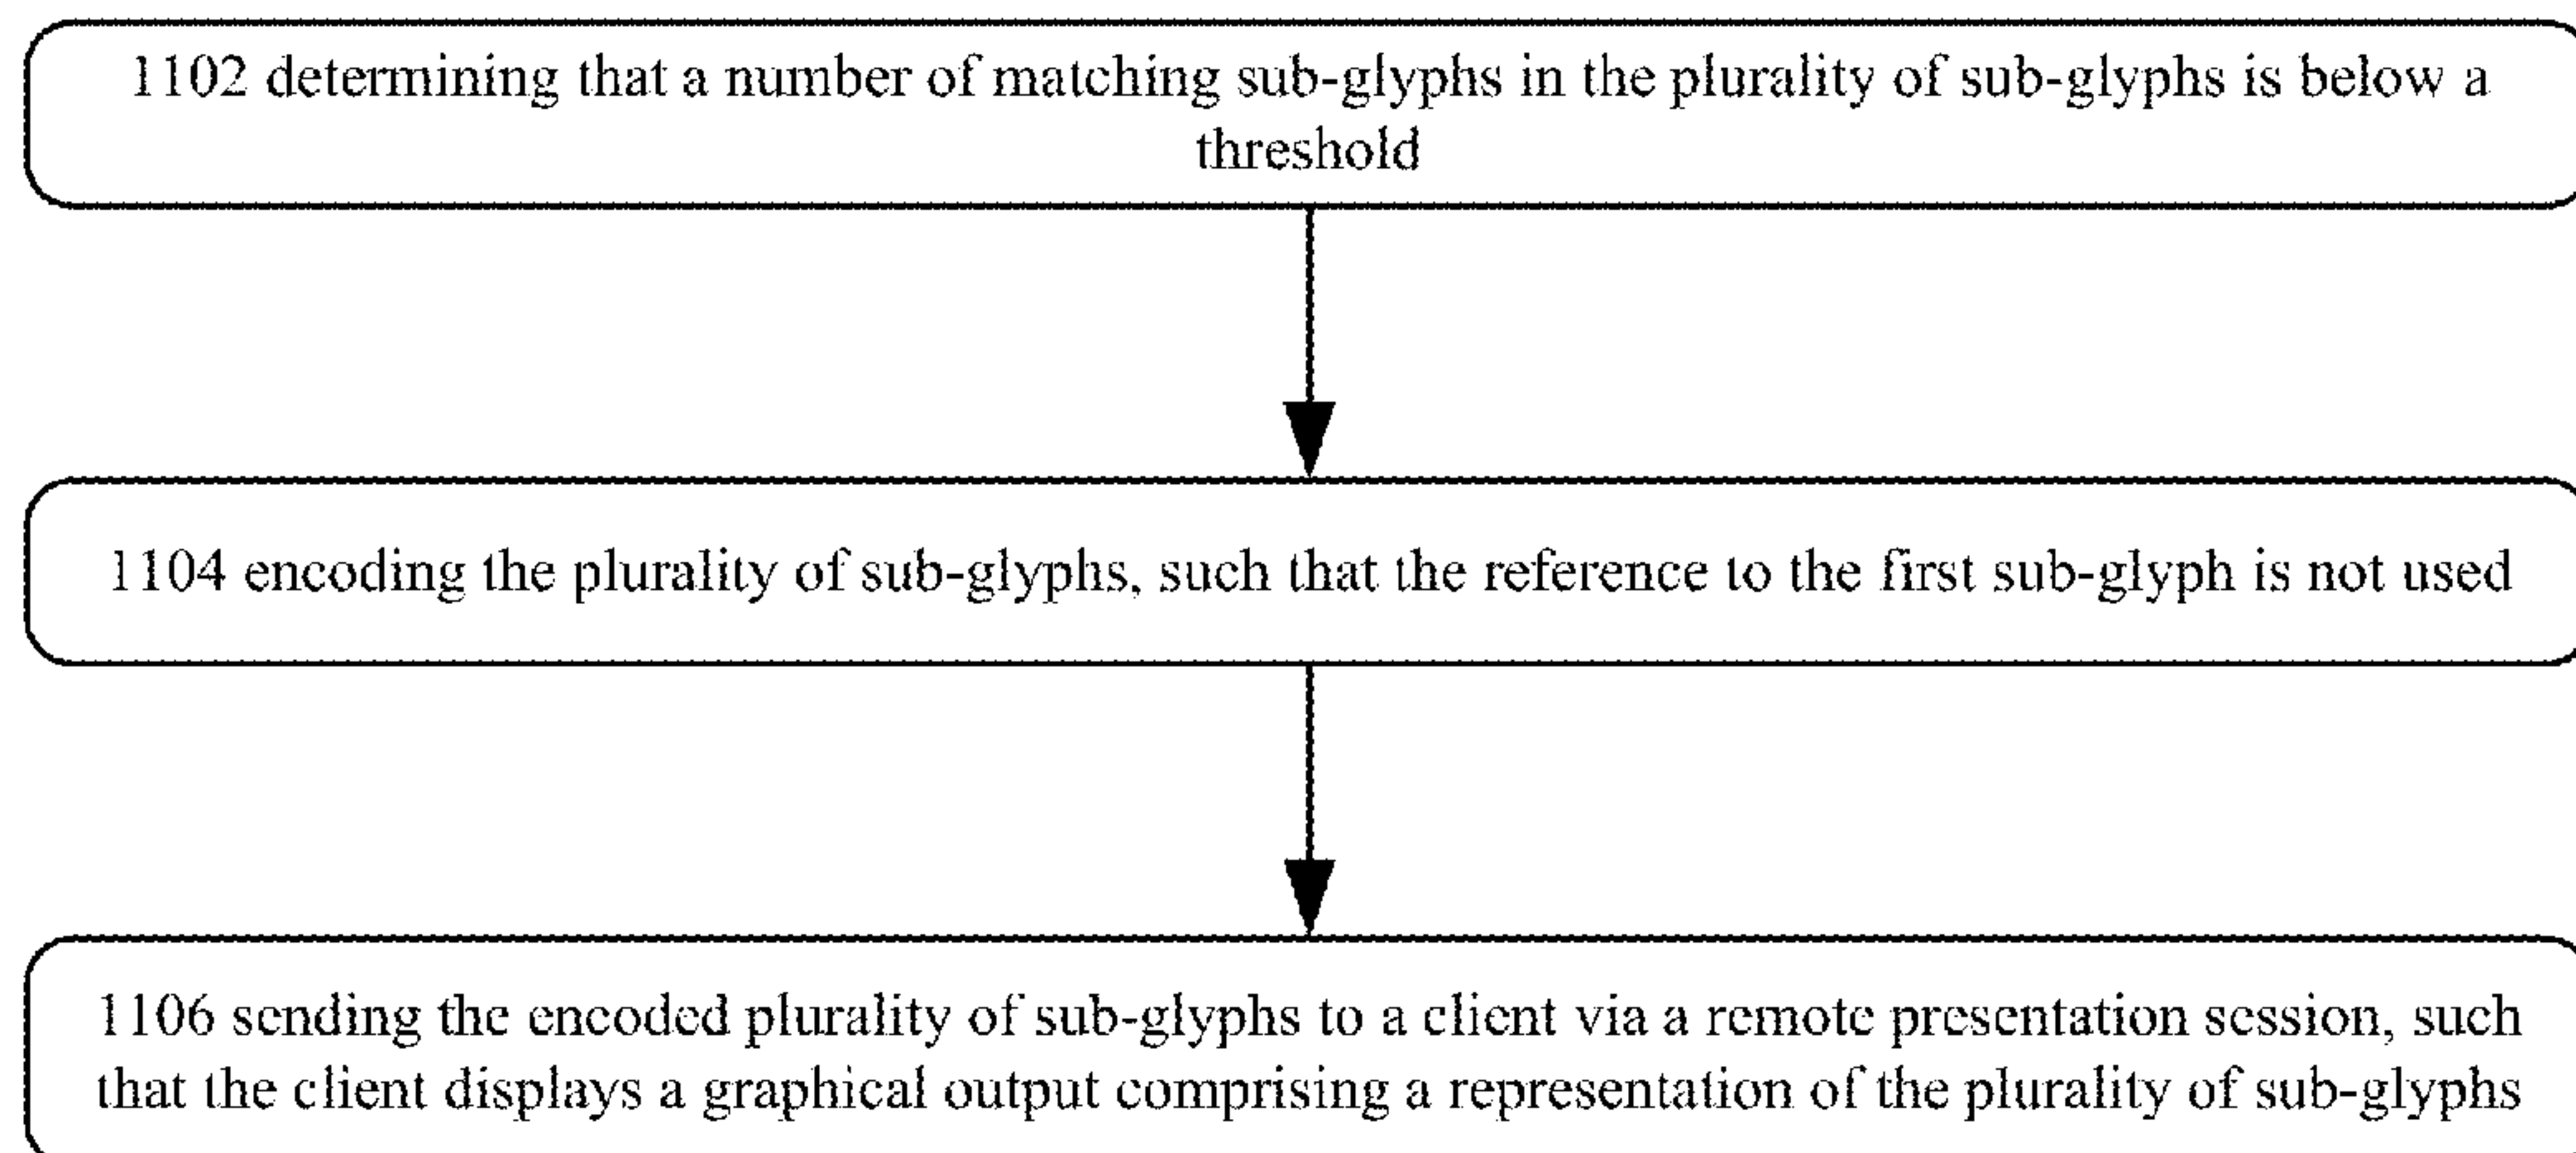 1102 determining that a number of matching sub-glyphs in the plurality of sub-glyphs is below a
threshold
1104 encoding the plurality of sub-glyphs, such that the reference to the first sub-glyph is not used
1106 sending the encoded plurality of sub-glyphs to a client via a remote presentation session, such
that the client displays a graphical output comprising a representation of the plurality of sub-glyphs